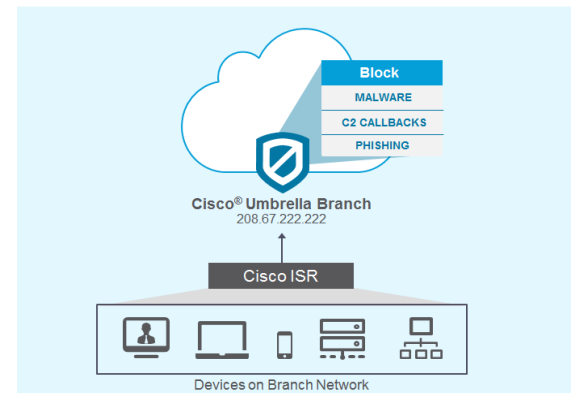 Block
MALWARE
C2 CALLBACKS
PHISHING
Cisco® Umbrella Branch
208.67.222.222
Cisco ISR
Devices on Branch Network